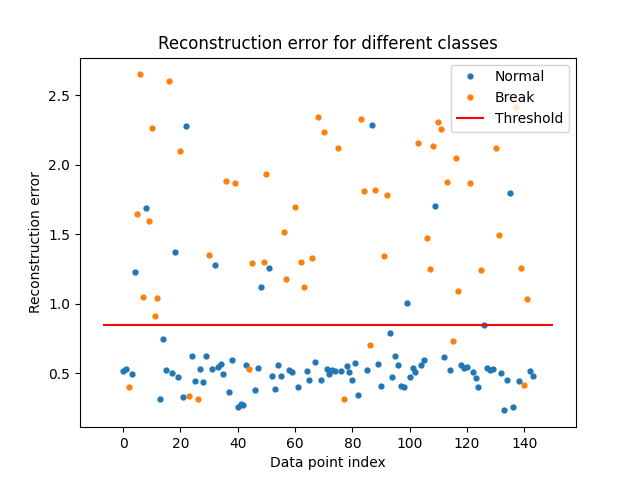 Reconstruction error for different classes
Normal
Break
Threshold
2.5
2.0
1.5
1.0
0.5
Reconstruction error
0 20 40 60 80 100 120 140
Data point index